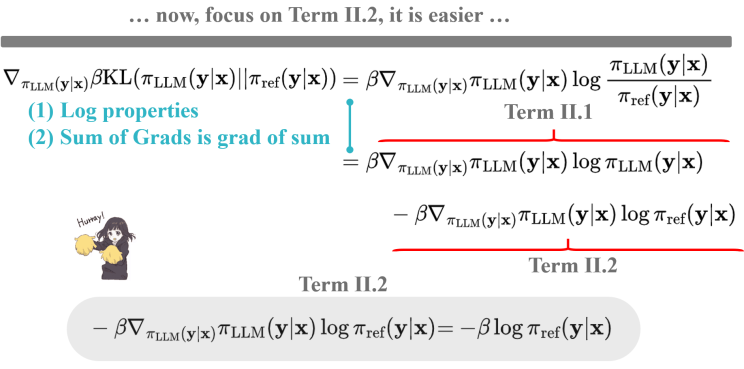 … now, focus on Term II.2, it is easier …
∇_{π_LLM(y|x)} βKL(π_LLM(y|x)||π_ref(y|x)) = β∇_{π_LLM(y|x)} π_LLM(y|x) log \frac{π_LLM(y|x)}{π_ref(y|x)}
(1) Log properties
Term II.1
(2) Sum of Grads is grad of sum
= β∇_{π_LLM(y|x)} π_LLM(y|x) log π_LLM(y|x)
− β∇_{π_LLM(y|x)} π_LLM(y|x) log π_ref(y|x)
Hurray!
Term II.2
Term II.2
− β∇_{π_LLM(y|x)} π_LLM(y|x) log π_ref(y|x) = −β log π_ref(y|x)